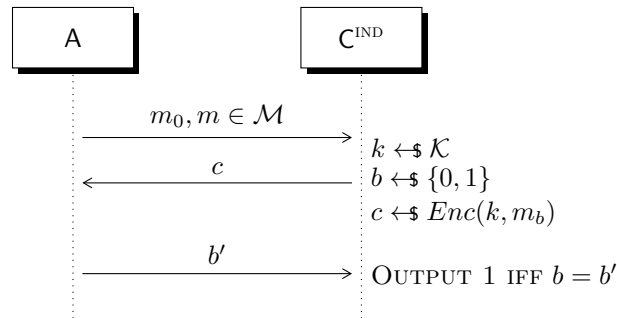 A
C^IND
m_0, m ∈ ℳ
k ←$ 𝒦
c
b ←$ {0, 1}
c ←$ Enc(k, m_b)
b′
OUTPUT 1 IFF b = b′